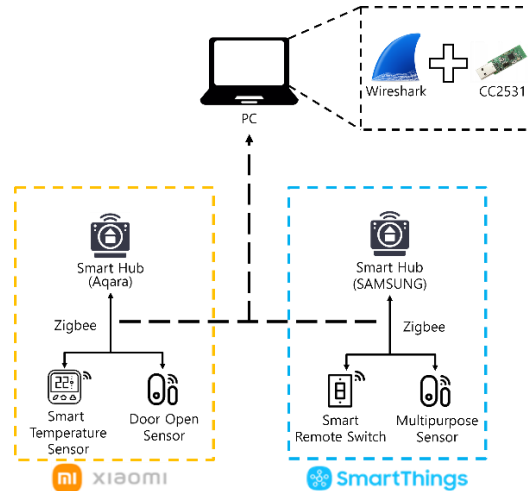 Wireshark
CC2531
PC
Smart Hub
(Aqara)
Smart Hub
(SAMSUNG)
Zigbee
Zigbee
22°
Smart
Temperature
Sensor
Door Open
Sensor
Smart
Remote Switch
Multipurpose
Sensor
mi xiaomi
SmartThings